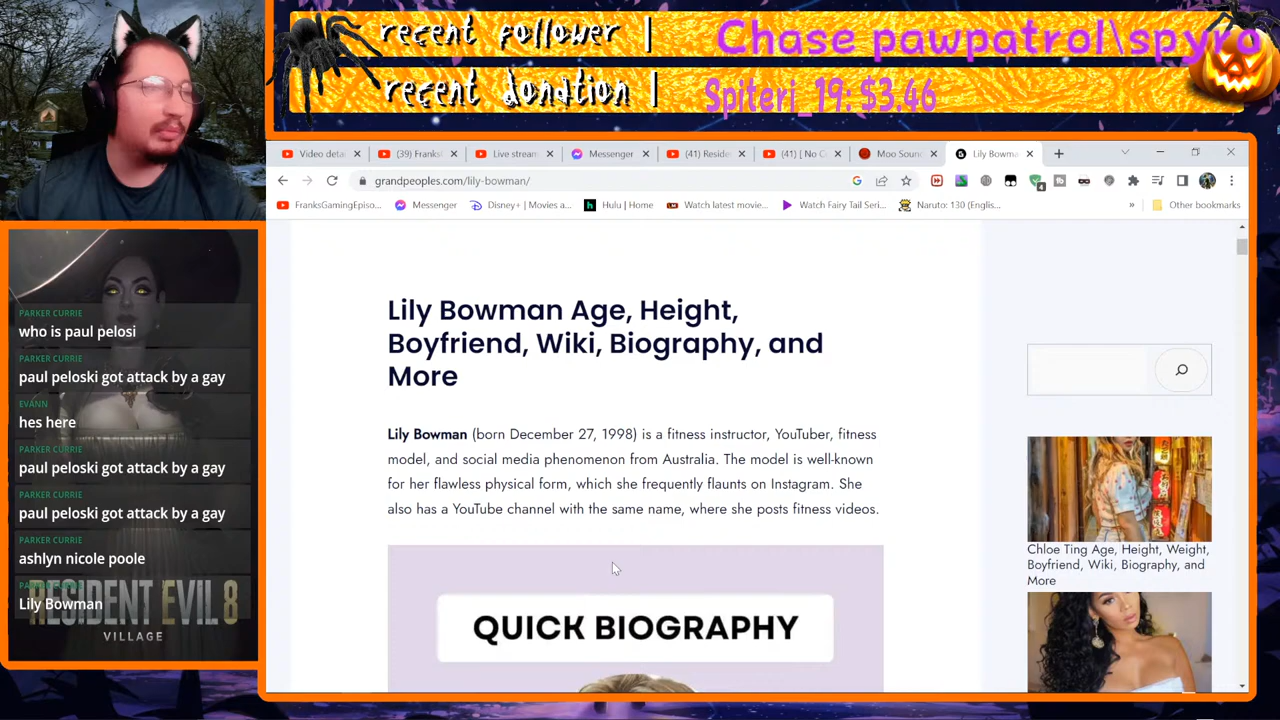 recent follower |
Chase pawpatrol\spyro
recent donation |
Spiteri_19: $3.46
Video deta
(39) Franks
Live stream
Messenger
(41) Reside
(41) [ No C
Moo Soun
Lily Bowma
grandpeoples.com/lily-bowman/
FranksGamingEpiso...
Messenger
Disney+ | Movies a...
Hulu | Home
Watch latest movie...
Watch Fairy Tail Seri...
Naruto: 130 (Englis...
»
Other bookmarks
PARKER CURRIE
who is paul pelosi
PARKER CURRIE
paul peloski got attack by a gay
EVANN
hes here
PARKER CURRIE
paul peloski got attack by a gay
PARKER CURRIE
paul peloski got attack by a gay
PARKER CURRIE
ashlyn nicole poole
Lily Bowman
RESIDENT EVIL 8
VILLAGE
Lily Bowman Age, Height,
Boyfriend, Wiki, Biography, and
More
Lily Bowman (born December 27, 1998) is a fitness instructor, YouTuber, fitness
model, and social media phenomenon from Australia. The model is well-known
for her flawless physical form, which she frequently flaunts on Instagram. She
also has a YouTube channel with the same name, where she posts fitness videos.
QUICK BIOGRAPHY
Chloe Ting Age, Height, Weight,
Boyfriend, Wiki, Biography, and
More